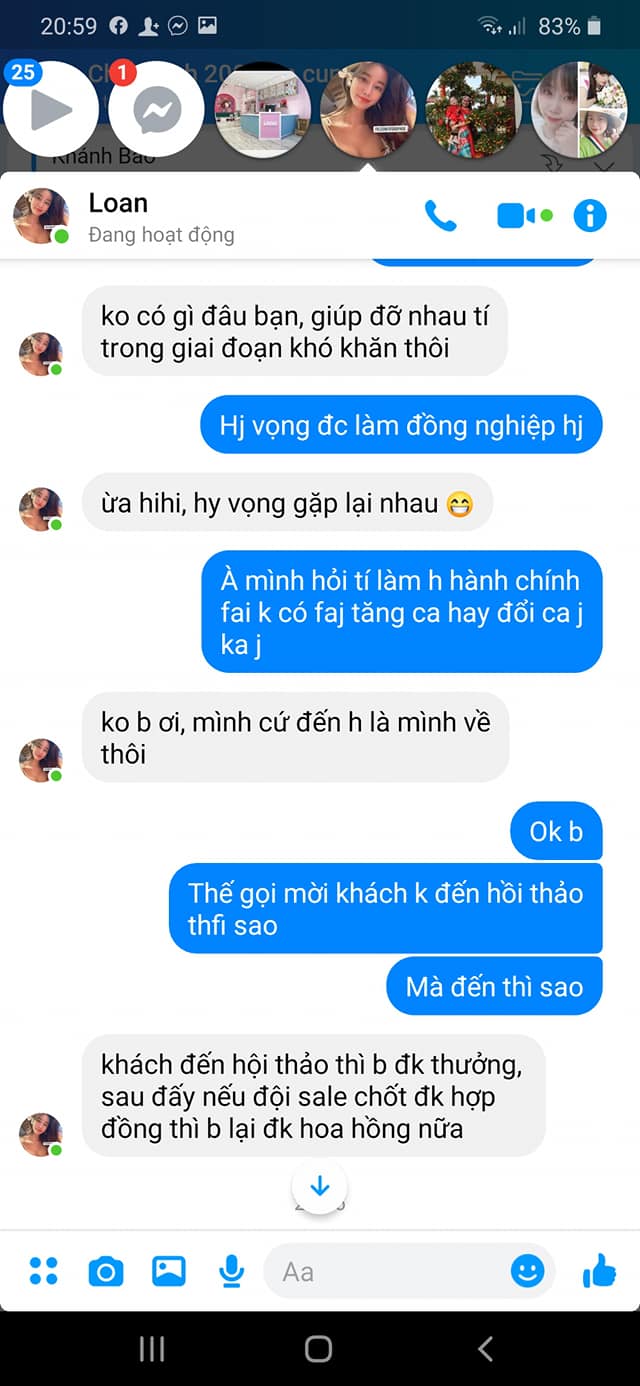 20:59
83%
25
1
Khánh Bảo
Loan
Đang hoạt động
ko có gì đâu bạn, giúp đỡ nhau tí
trong giai đoạn khó khăn thôi
Hj vọng đc làm đồng nghiệp hj
ừa hihi, hy vọng gặp lại nhau 😁
À mình hỏi tí làm h hành chính
fai k có faj tăng ca hay đổi ca j
ka j
ko b ơi, mình cứ đến h là mình về
thôi
Ok b
Thế gọi mời khách k đến hồi thảo
thfi sao
Mà đến thì sao
khách đến hội thảo thì b đk thưởng,
sau đấy nếu đội sale chốt đk hợp
đồng thì b lại đk hoa hồng nữa
Aa